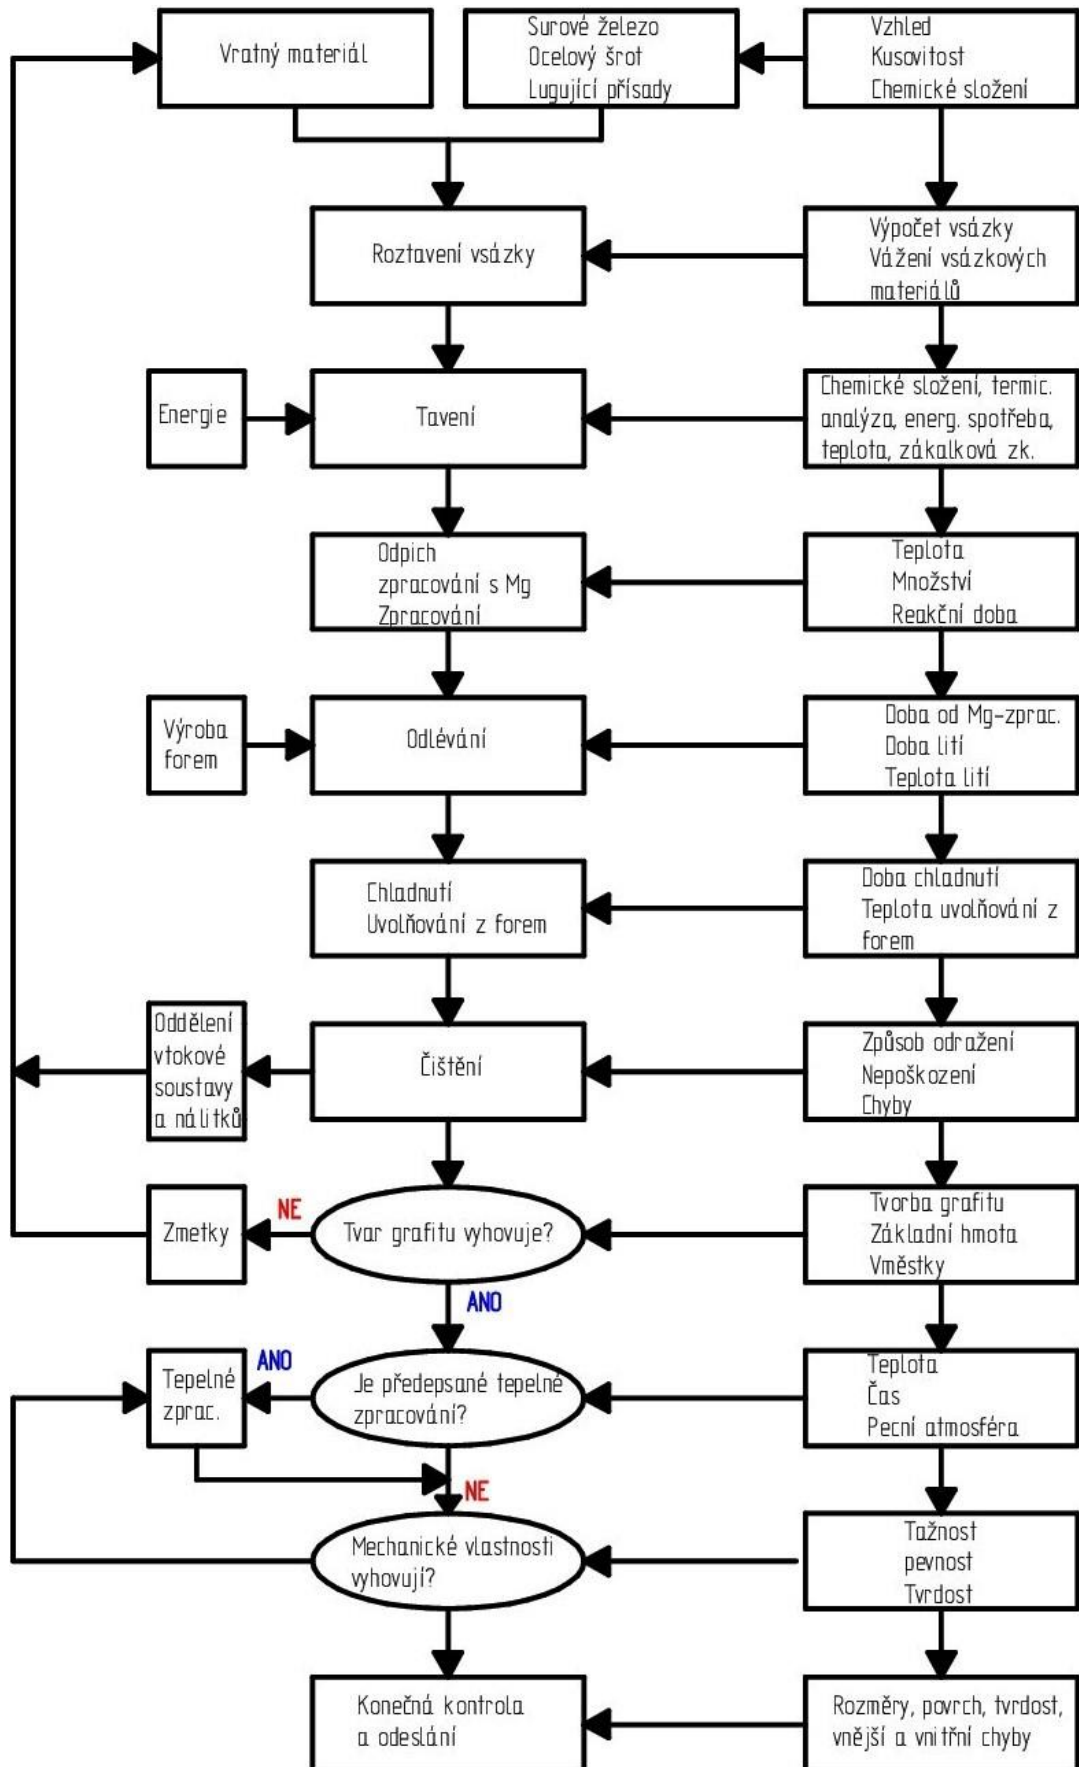 Vratný materiál
Surové železo
Ocelový šrot
Lugující přísady
Vzhled
Kusovitost
Chemické složení
Roztavení vsázky
Výpočet vsázky
Vážení vsázkových
materiálů
Energie
Tavení
Chemické složení, termic.
analýza, energ. spotřeba,
teplota, zákalková zk.
Odpich
zpracování s Mg
Zpracování
Teplota
Množství
Reakční doba
Výroba
forem
Odlévání
Doba od Mg-zprac.
Doba lití
Teplota lití
Chladnutí
Uvolňování z forem
Doba chladnutí
Teplota uvolňování z
forem
Oddělení
vtokové
soustavy
a nálitků
Čištění
Způsob odražení
Nepoškození
Chyby
Zmetky
NE
Tvar grafitu vyhovuje?
Tvorba grafitu
Základní hmota
Vměstky
ANO
Tepelné
zprac.
ANO
Je předepsané tepelné
zpracování?
Teplota
Čas
Pecní atmosféra
NE
Mechanické vlastnosti
vyhovují?
Tažnost
pevnost
Tvrdost
Konečná kontrola
a odeslání
Rozměry, povrch, tvrdost,
vnější a vnitřní chyby